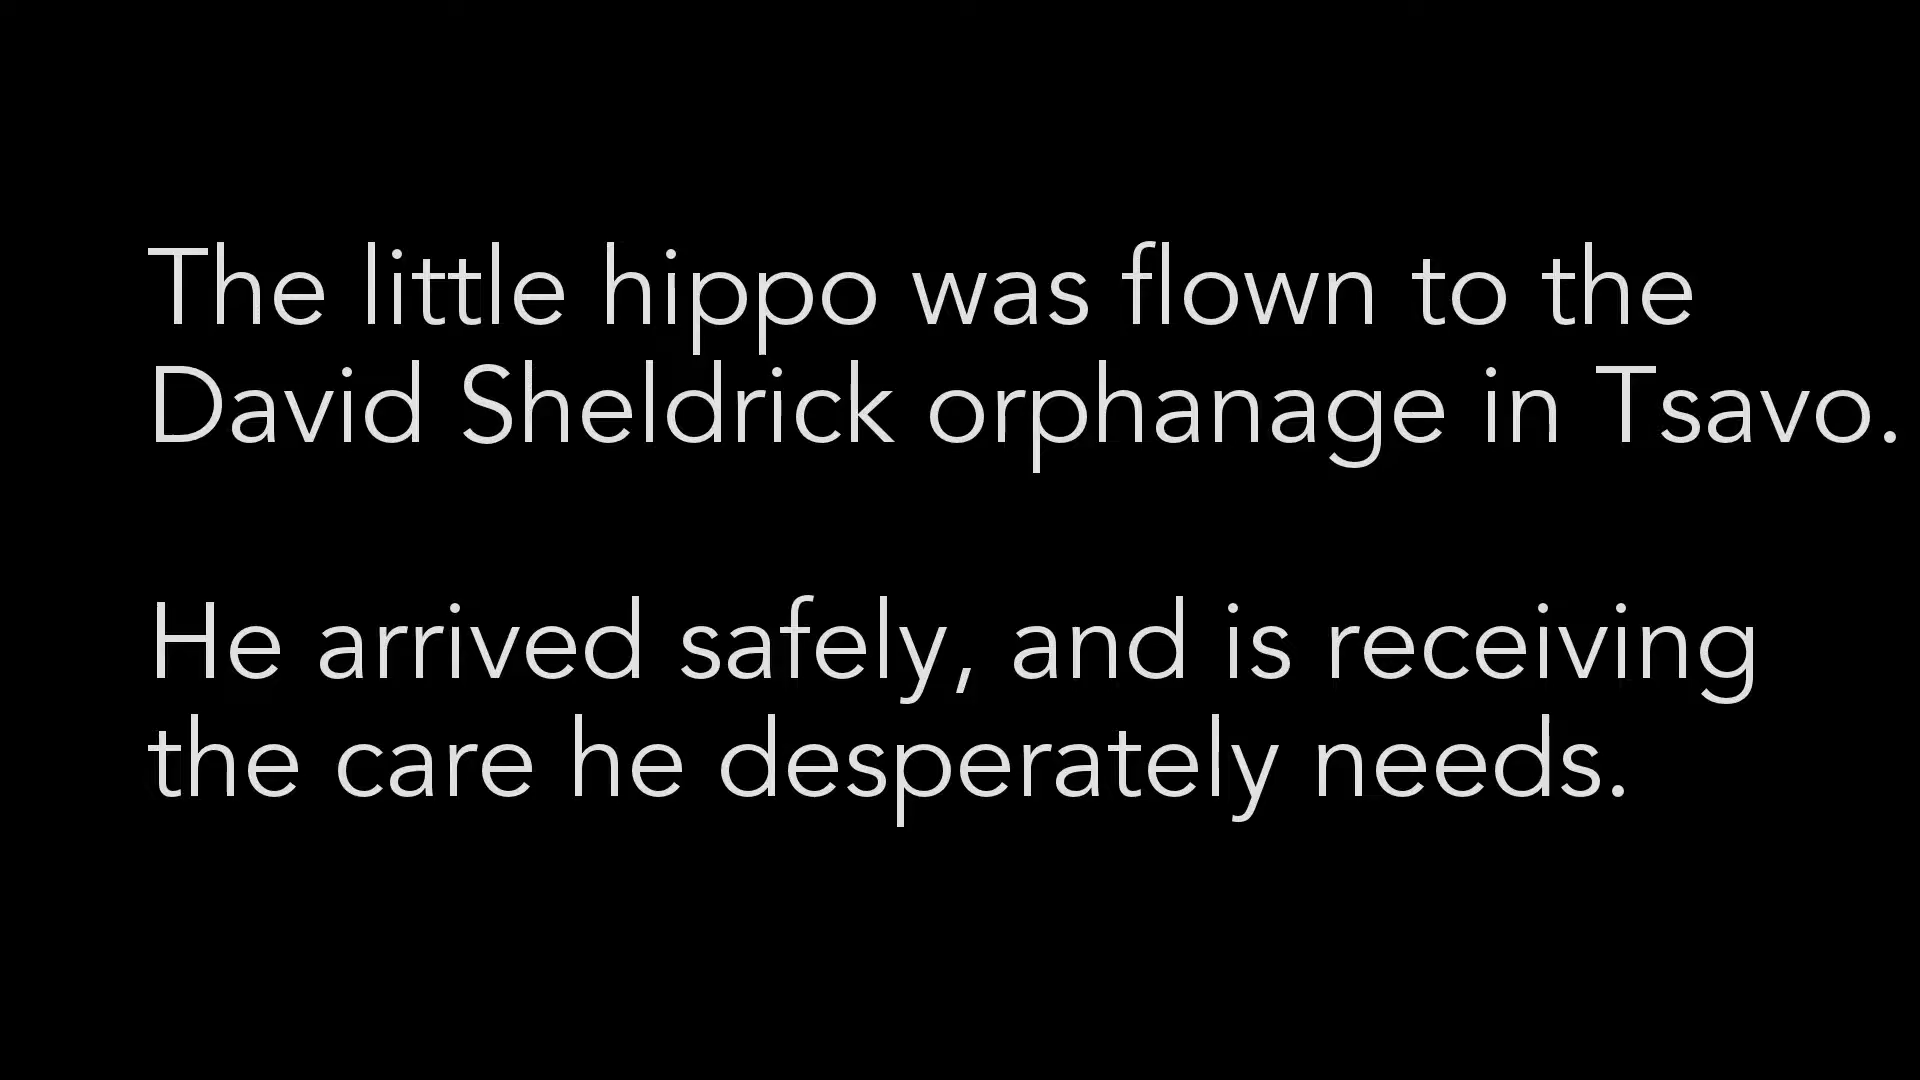 The little hippo was flown to the
David Sheldrick orphanage in Tsavo.
He arrived safely, and is receiving
the care he desperately needs.